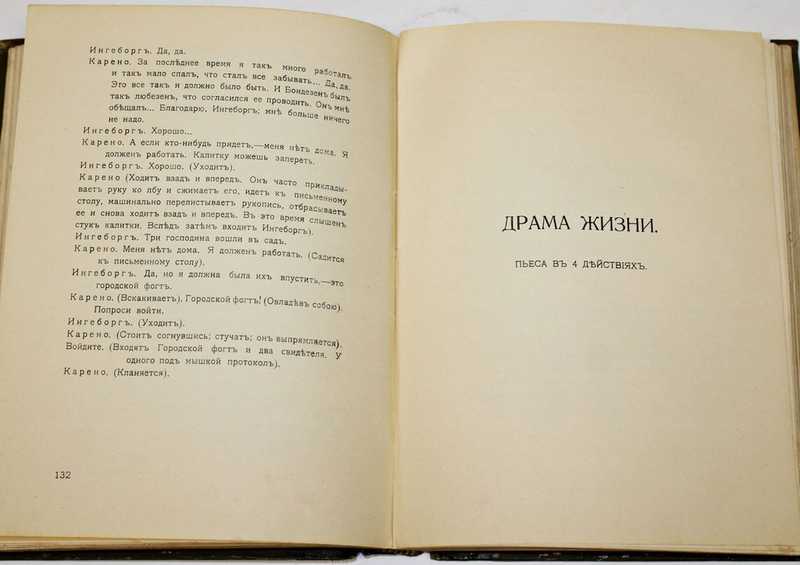 Ингеборгъ. Да, да.
Карено. За послѣднее время я такъ много работалъ
и такъ мало спалъ, что сталъ все забывать... Да, да.
Это все такъ и должно было быть. И Бондезенъ былъ
такъ любезенъ, что согласился ее проводить. Онъ мнѣ
обѣщалъ... Благодарю, Ингеборгъ; мнѣ больше ничего
не надо.
Ингеборгъ. Хорошо...
Карено. А если кто-нибудь придетъ,—меня нѣтъ дома. Я
долженъ работать. Калитку можешь запереть.
Ингеборгъ. Хорошо. (Уходитъ).
Карено (Ходитъ взадъ и впередъ. Онъ часто приклады-
ваетъ руку ко лбу и сжимаетъ его, идетъ къ письменному
столу, машинально перелистываетъ рукопись, отбрасываетъ
ее и снова ходитъ взадъ и впередъ. Въ это время слышенъ
стукъ калитки. Вслѣдъ затѣмъ входитъ Ингеборгъ).
Ингеборгъ. Три господина вошли въ садъ.
Карено. Меня нѣтъ дома. Я долженъ работать. (Садится
къ письменному столу).
Ингеборгъ. Да, но я должна была ихъ впустить,—это
городской фогтъ.
Карено. (Вскакиваетъ). Городской фогтъ! (Овладѣвъ собою).
Попроси войти.
Ингеборгъ. (Уходитъ).
Карено. (Стоитъ согнувшись; стучатъ; онъ выпрямляется).
Войдите. (Входятъ Городской фогтъ и два свидѣтеля. У
одного подъ мышкой протоколъ).
Карено. (Кланяется).
132
ДРАМА ЖИЗНИ.
ПЬЕСА ВЪ 4 ДѢЙСТВІЯХЪ.